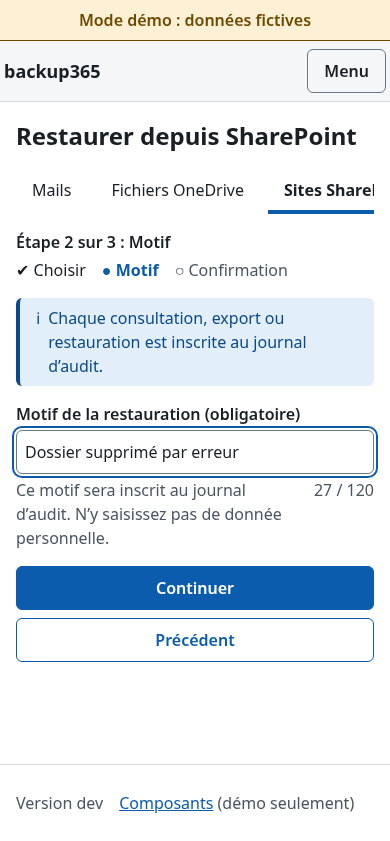 Mode démo : données fictives
backup365
Menu
Restaurer depuis SharePoint
Mails Fichiers OneDrive Sites Share
Étape 2 sur 3 : Motif
✔ Choisir ● Motif ○ Confirmation
i Chaque consultation, export ou
restauration est inscrite au journal
d’audit.
Motif de la restauration (obligatoire)
Dossier supprimé par erreur
Ce motif sera inscrit au journal 27 / 120
d’audit. N’y saisissez pas de donnée
personnelle.
Continuer
Précédent
Version dev Composants (démo seulement)